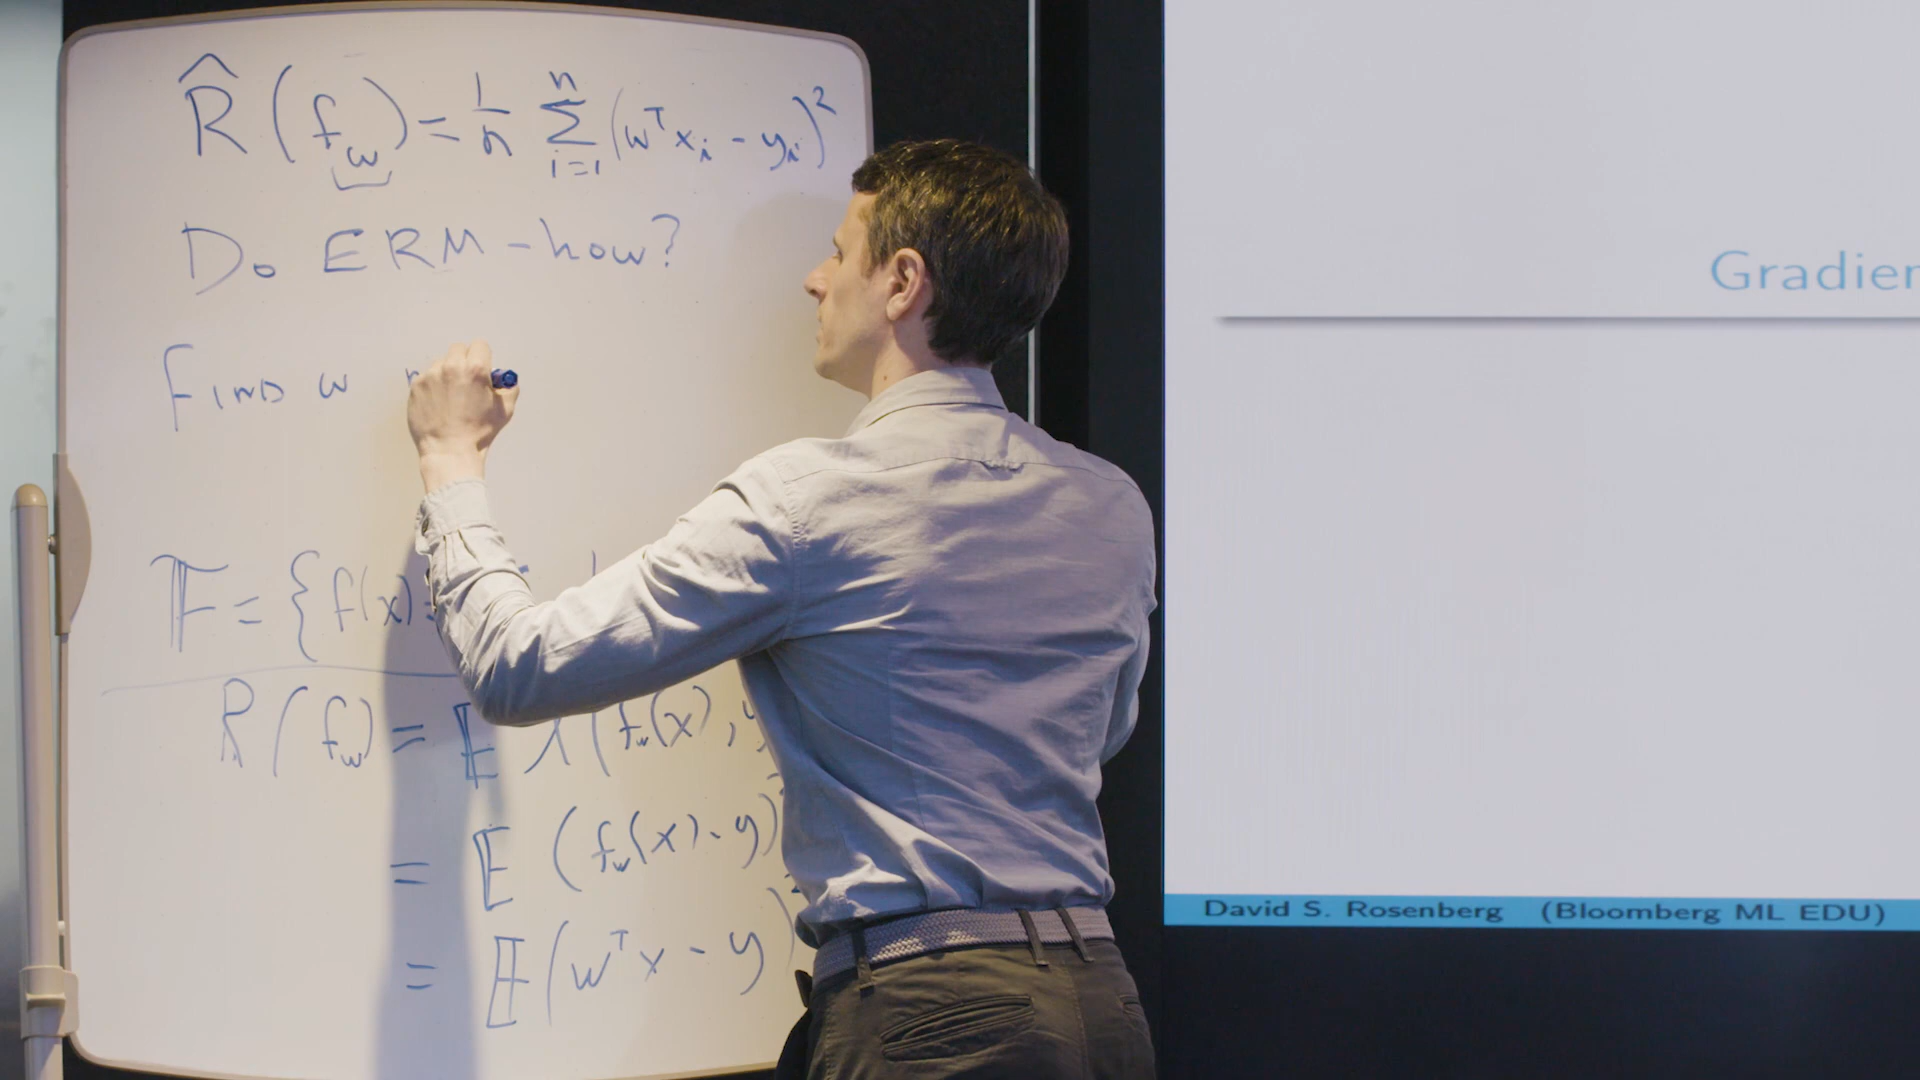 R̂(f_w) = 1/n Σ_{i=1}^{n} (w^T x_i - y_i)^2
Do ERM - how?
FIND w
F = {f(x) =
R(f_w) = E l(f_w(x), y
= E (f_w(x) - y)^2
= E (w^T x - y)^2
Gradien
David S. Rosenberg (Bloomberg ML EDU)